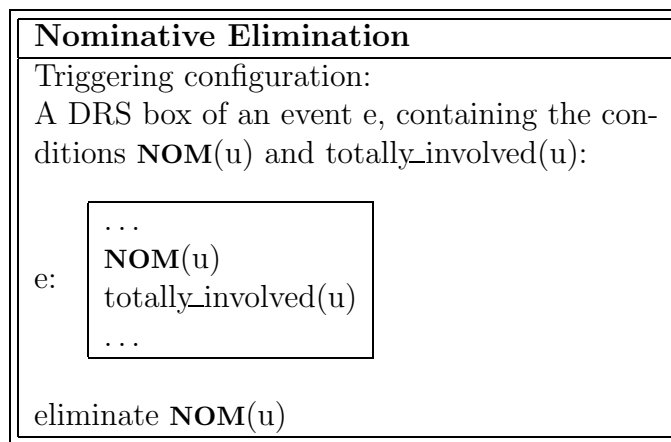 Nominative Elimination
Triggering configuration:
A DRS box of an event e, containing the con-
ditions NOM(u) and totally_involved(u):
. . .
NOM(u)
e:
totally_involved(u)
. . .
eliminate NOM(u)